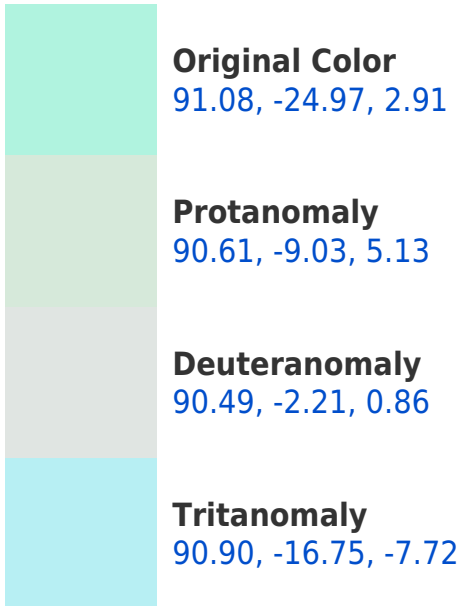 Original Color
91.08, -24.97, 2.91
Protanomaly
90.61, -9.03, 5.13
Deuteranomaly
90.49, -2.21, 0.86
Tritanomaly
90.90, -16.75, -7.72